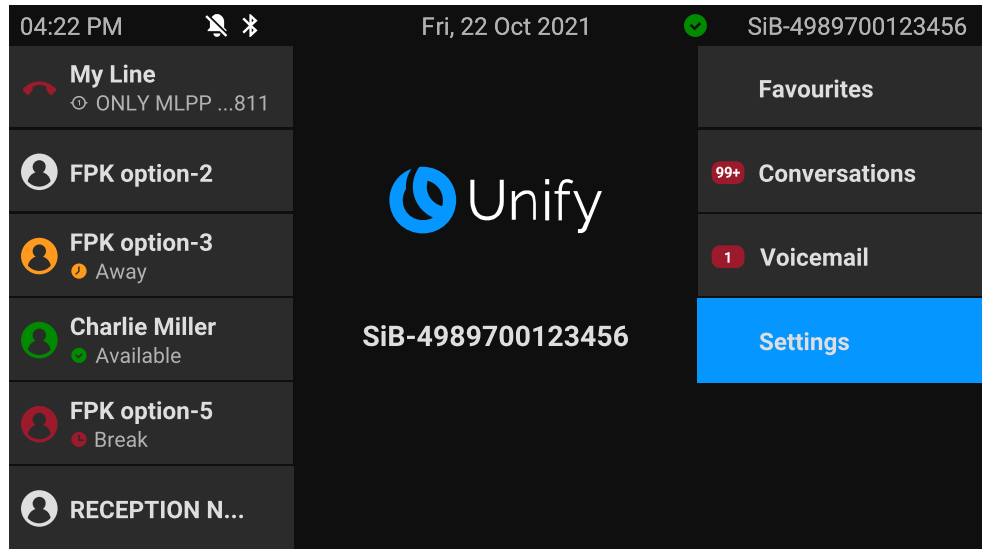 04:22 PM
Fri, 22 Oct 2021
SiB-4989700123456
My Line
ONLY MLPP ...811
FPK option-2
FPK option-3
Away
Charlie Miller
Available
FPK option-5
Break
RECEPTION N...
Unify
SiB-4989700123456
Favourites
99+ Conversations
1 Voicemail
Settings